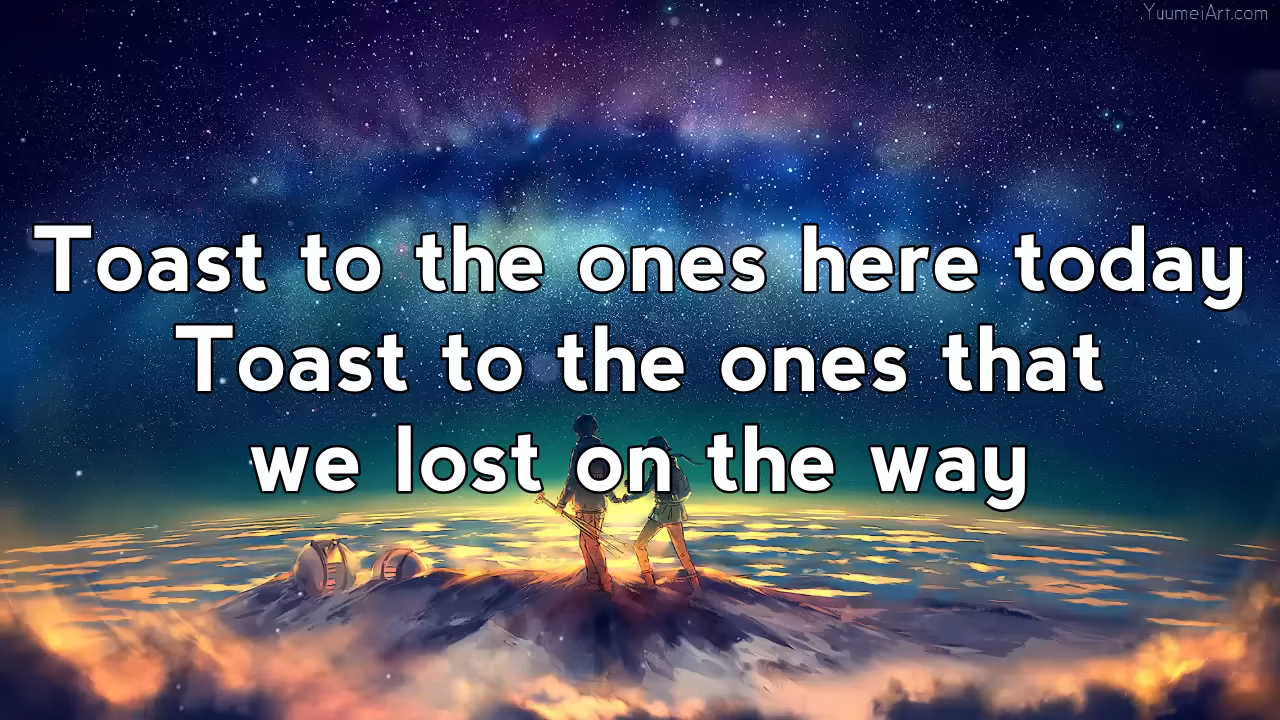 YuumeiArt.com
Toast to the ones here today
Toast to the ones that
we lost on the way